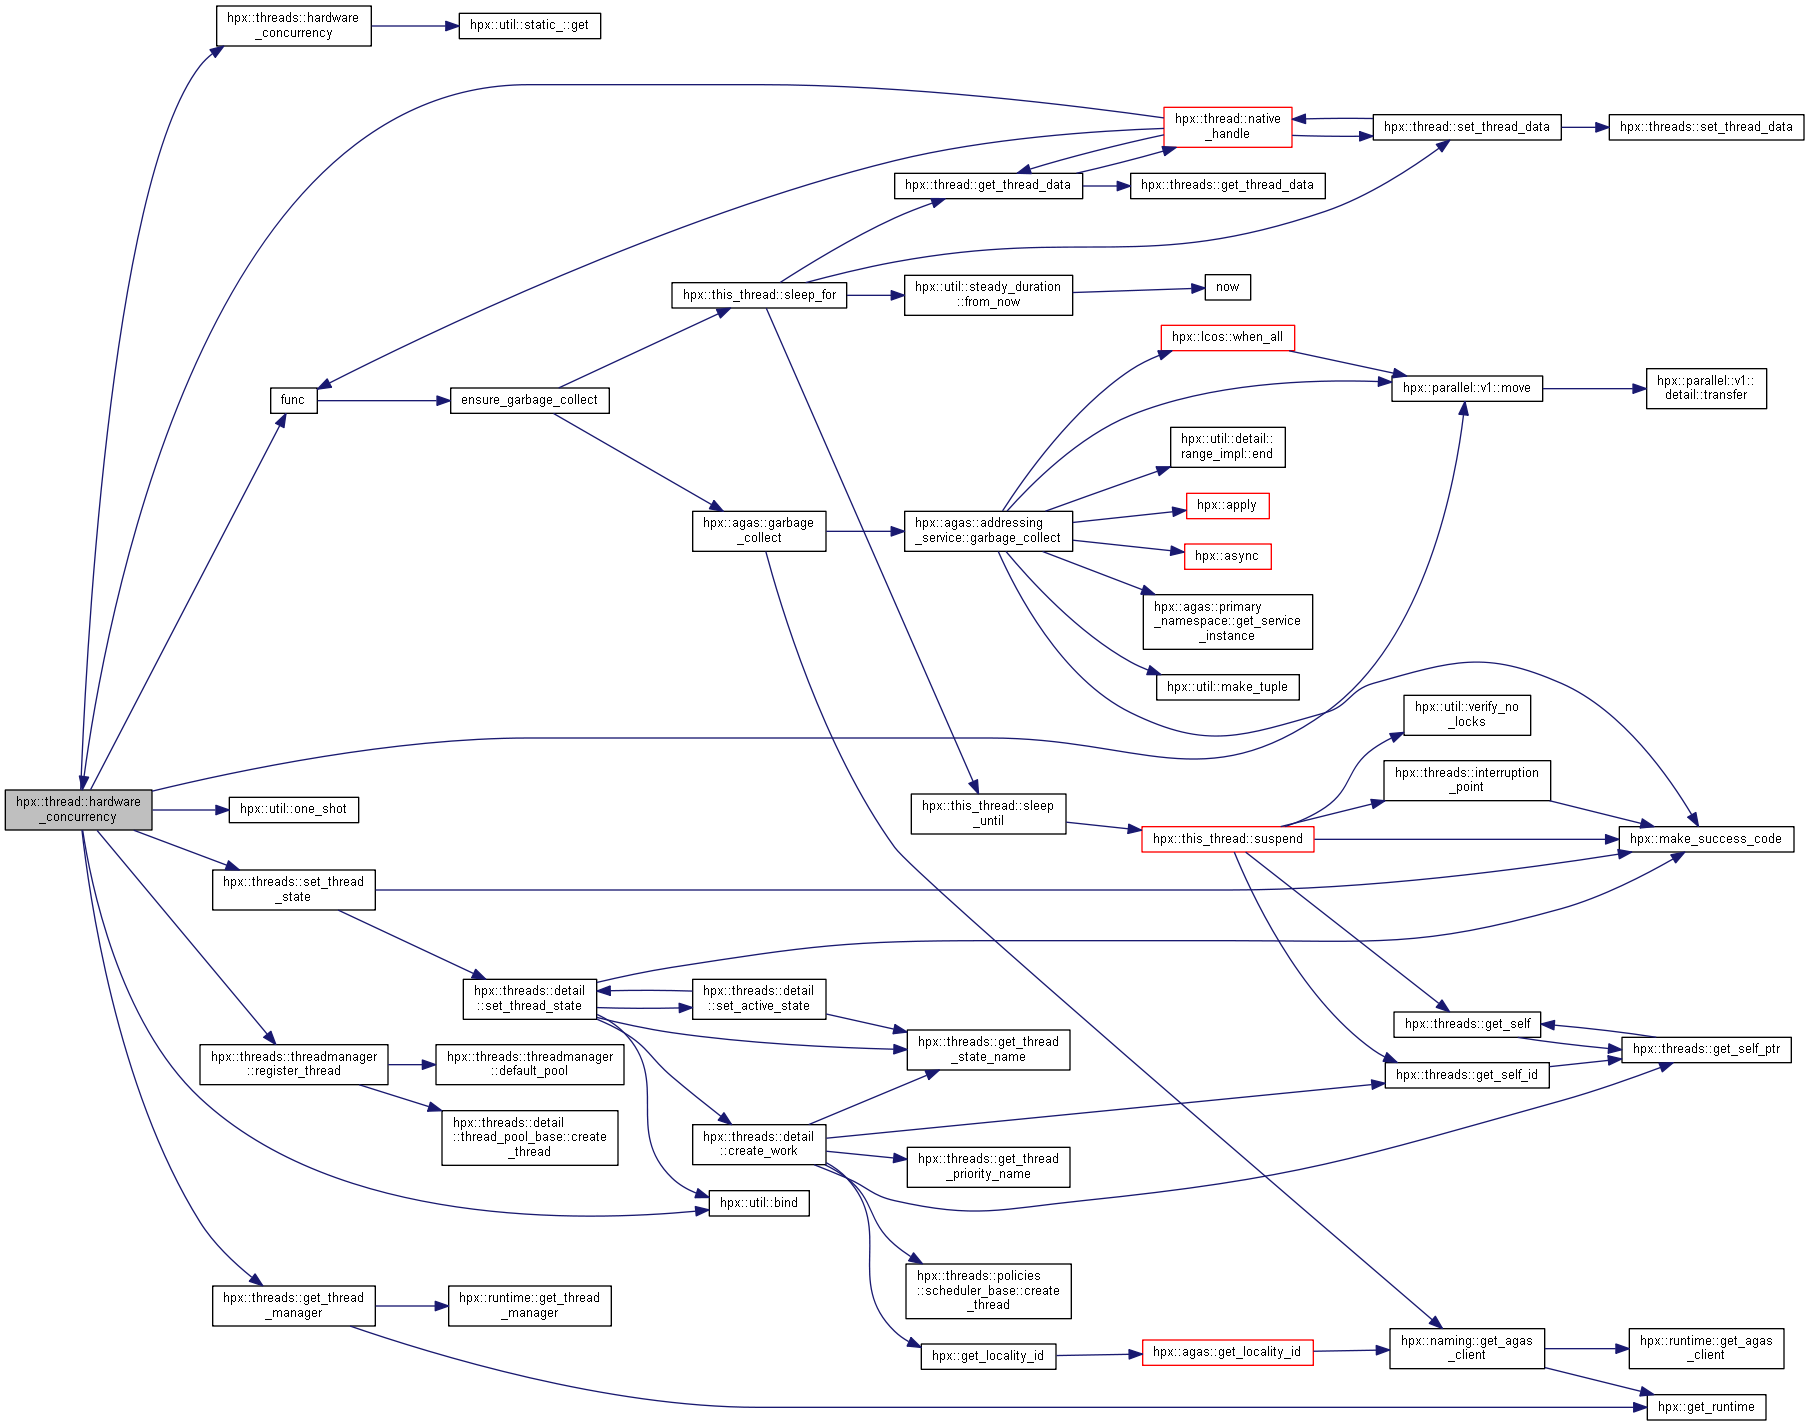 hpx::threads::hardware
_concurrency
hpx::util::static_::get
hpx::thread::native
_handle
hpx::thread::set_thread_data
hpx::threads::set_thread_data
hpx::thread::get_thread_data
hpx::threads::get_thread_data
hpx::this_thread::sleep_for
hpx::util::steady_duration
::from_now
now
hpx::lcos::when_all
hpx::parallel::v1::move
hpx::parallel::v1::
detail::transfer
func
ensure_garbage_collect
hpx::util::detail::
range_impl::end
hpx::apply
hpx::agas::garbage
_collect
hpx::agas::addressing
_service::garbage_collect
hpx::async
hpx::agas::primary
_namespace::get_service
_instance
hpx::util::make_tuple
hpx::util::verify_no
_locks
hpx::threads::interruption
_point
hpx::thread::hardware
_concurrency
hpx::util::one_shot
hpx::this_thread::sleep
_until
hpx::this_thread::suspend
hpx::make_success_code
hpx::threads::set_thread
_state
hpx::threads::detail
::set_thread_state
hpx::threads::detail
::set_active_state
hpx::threads::get_self
hpx::threads::threadmanager
::register_thread
hpx::threads::threadmanager
::default_pool
hpx::threads::get_thread
_state_name
hpx::threads::get_self_ptr
hpx::threads::get_self_id
hpx::threads::detail
::thread_pool_base::create
_thread
hpx::threads::detail
::create_work
hpx::threads::get_thread
_priority_name
hpx::util::bind
hpx::threads::policies
::scheduler_base::create
_thread
hpx::threads::get_thread
_manager
hpx::runtime::get_thread
_manager
hpx::get_locality_id
hpx::agas::get_locality_id
hpx::naming::get_agas
_client
hpx::runtime::get_agas
_client
hpx::get_runtime